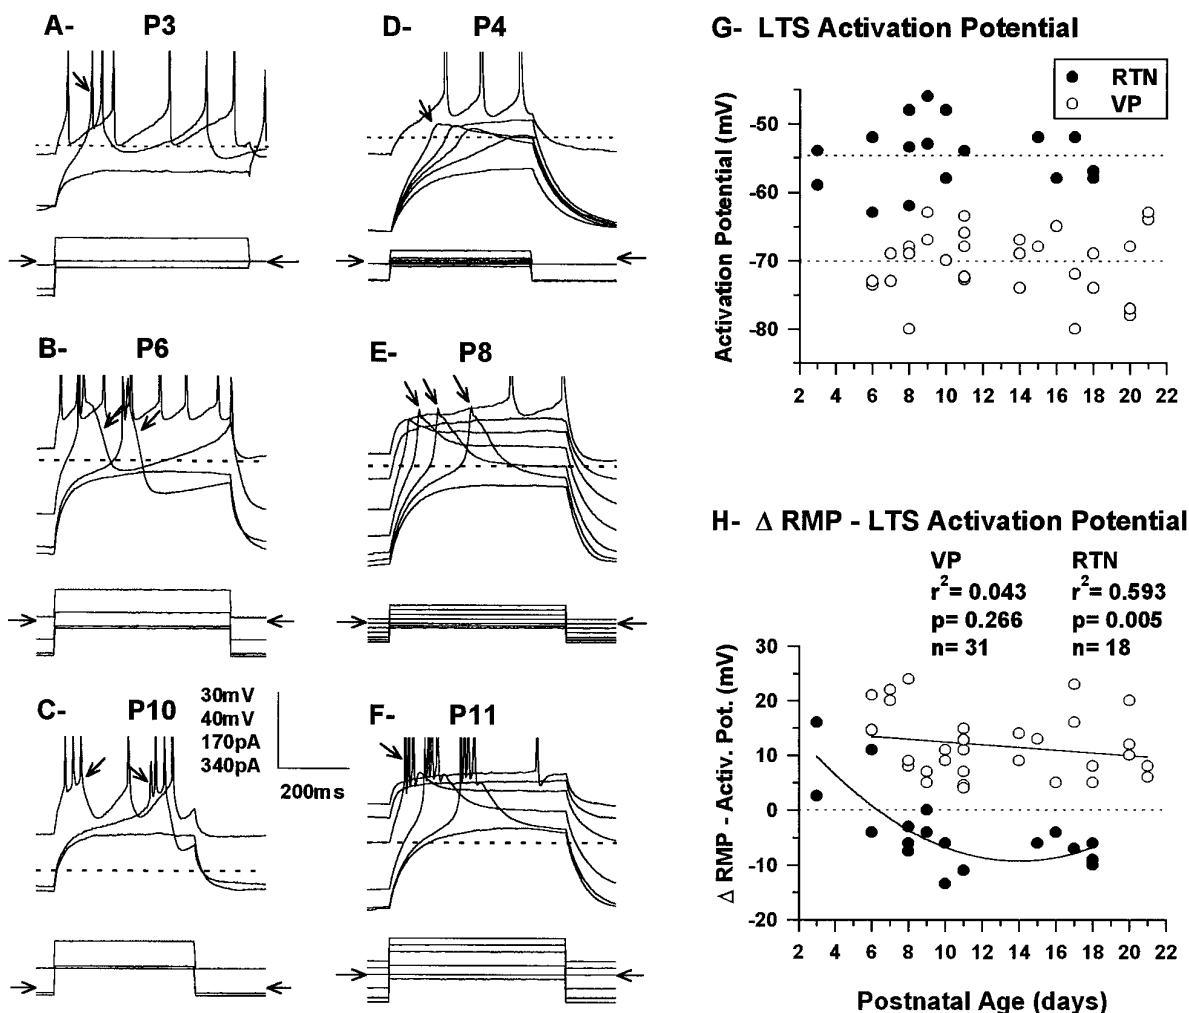 A- P3
D- P4
B- P6
E- P8
C- P10
F- P11
30mV
40mV
170pA
340pA
200ms
G- LTS Activation Potential
RTN
VP
Activation Potential (mV)
-50
-60
-70
-80
2 4 6 8 10 12 14 16 18 20 22
H- Δ RMP - LTS Activation Potential
VP RTN
r²= 0.043 r²= 0.593
p= 0.266 p= 0.005
n= 31 n= 18
Δ RMP - Activ. Pot. (mV)
30
20
10
0
-10
-20
2 4 6 8 10 12 14 16 18 20 22
Postnatal Age (days)